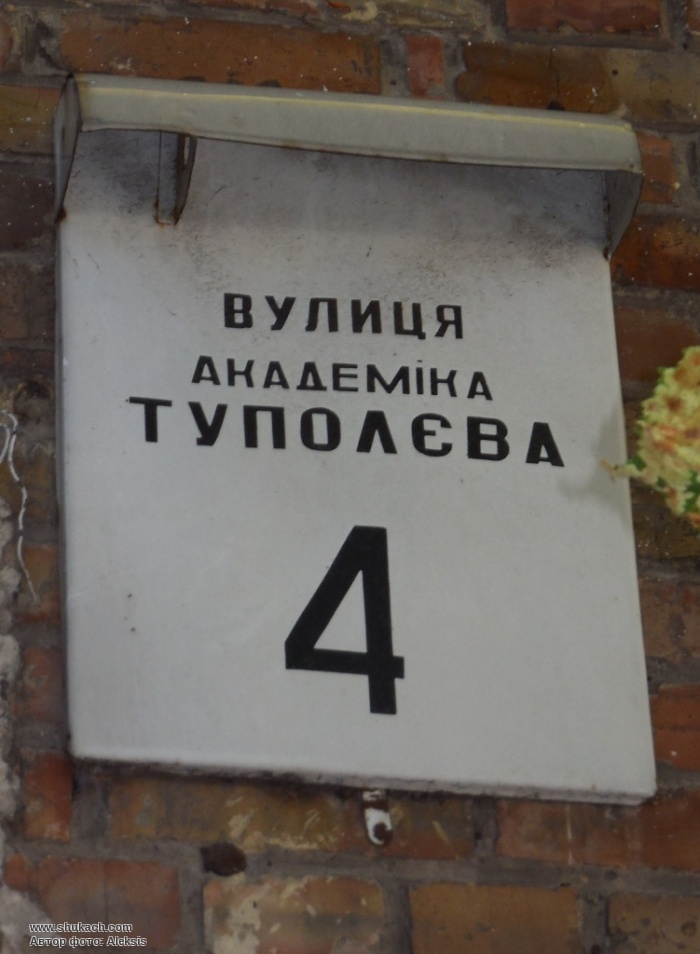 ВУЛИЦЯ
АКАДЕМІКА
ТУПОЛЄВА
4
www.shukach.com
Автор фото: Aleksis